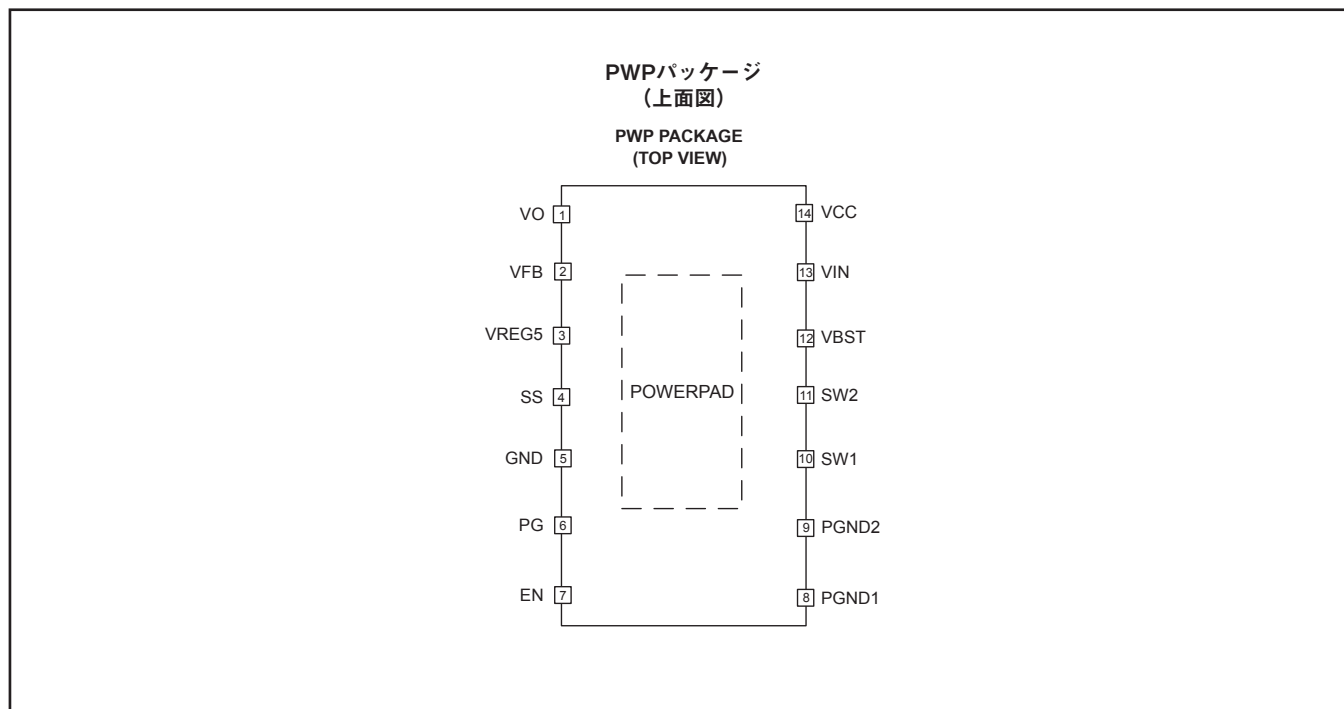 PWPパッケージ
（上面図）
PWP PACKAGE
(TOP VIEW)
VO 1
14 VCC
VFB 2
13 VIN
VREG5 3
12 VBST
SS 4
POWERPAD
11 SW2
GND 5
10 SW1
PG 6
9 PGND2
EN 7
8 PGND1